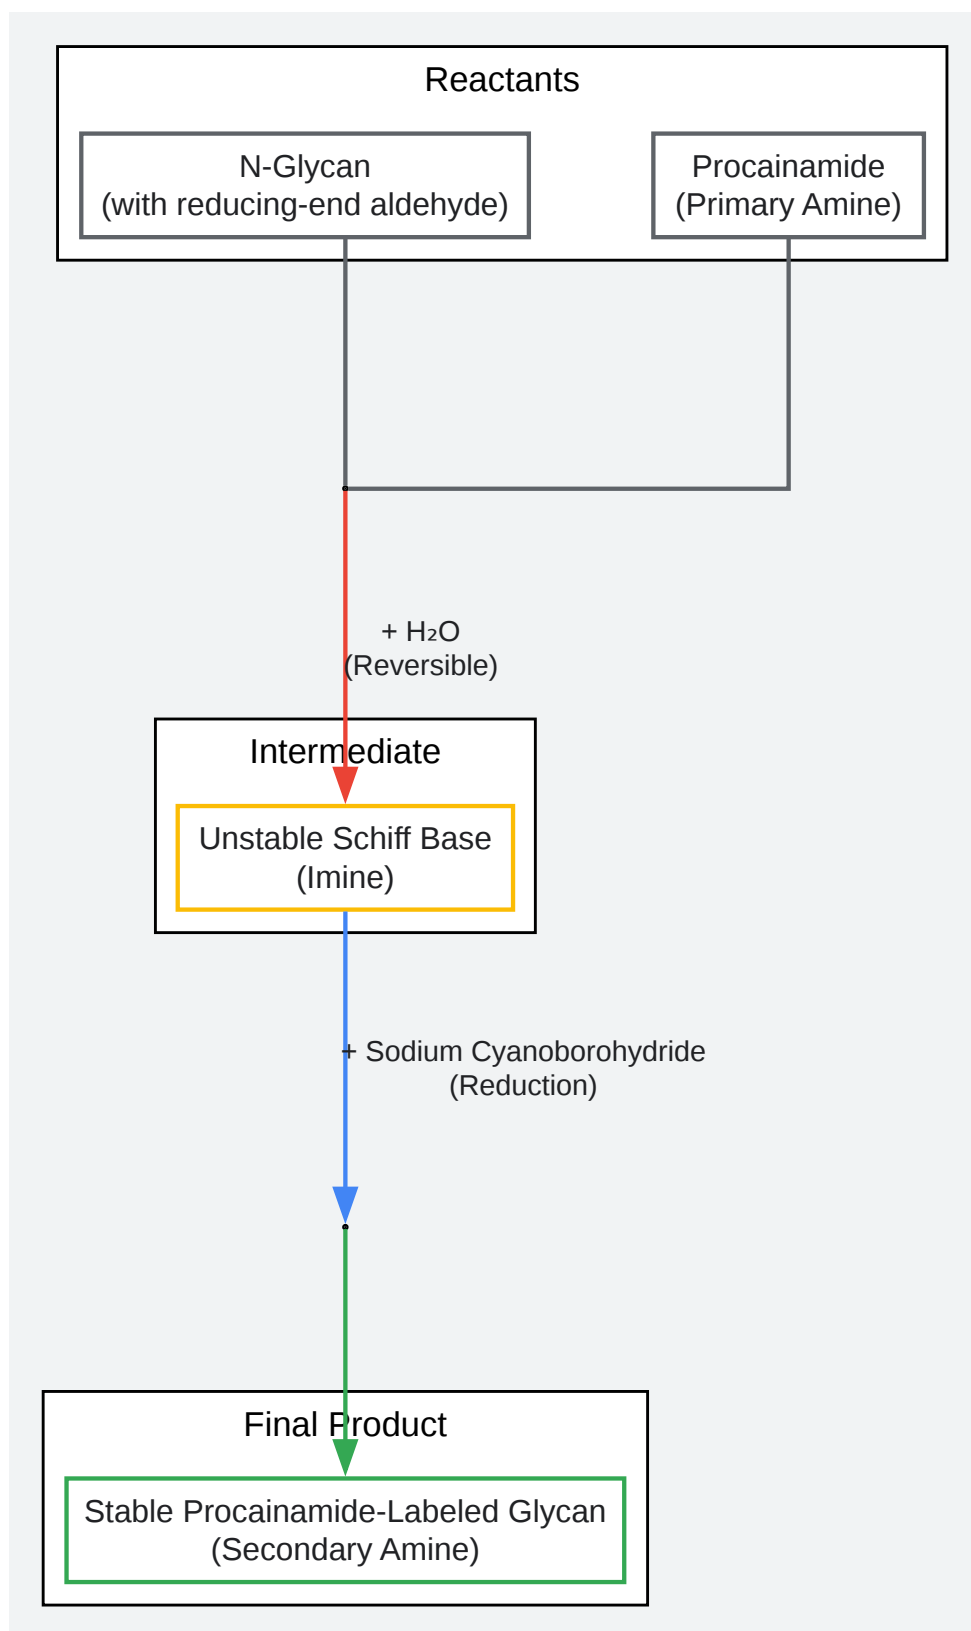 Reactants
N-Glycan
(with reducing-end aldehyde)
Procainamide
(Primary Amine)
+ H₂O
(Reversible)
Intermediate
Unstable Schiff Base
(Imine)
+ Sodium Cyanoborohydride
(Reduction)
Final Product
Stable Procainamide-Labeled Glycan
(Secondary Amine)